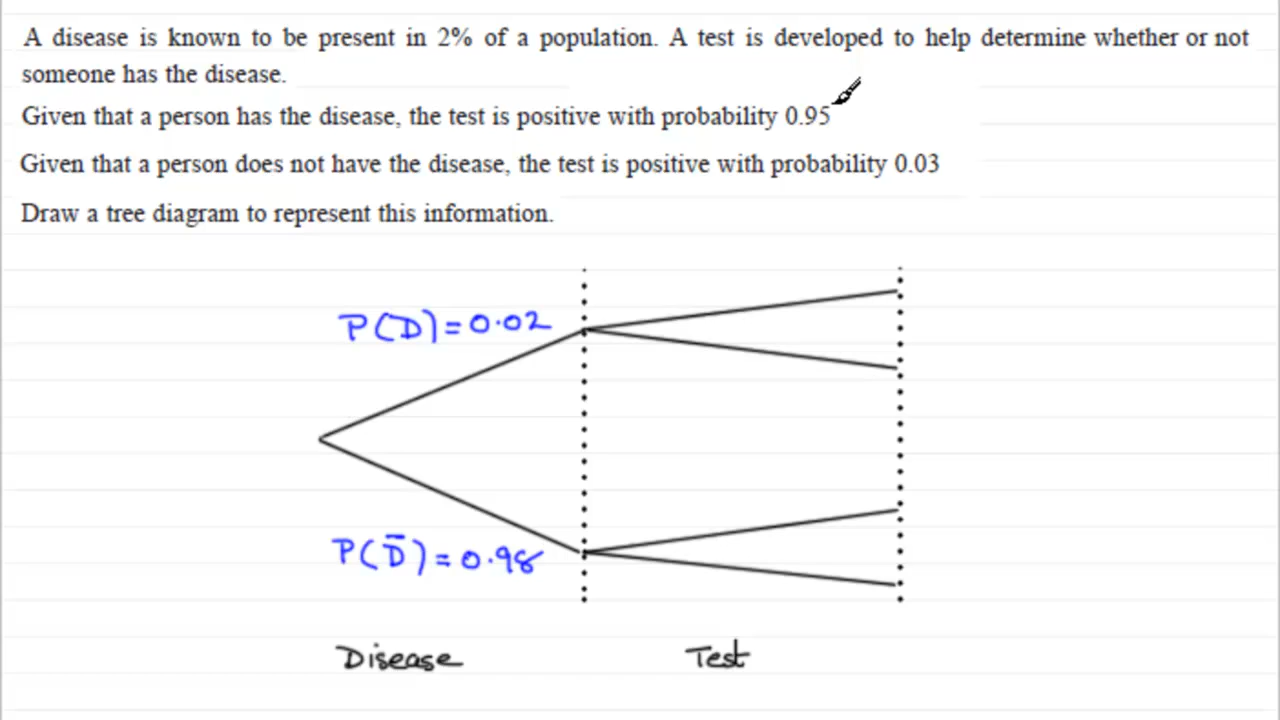 A disease is known to be present in 2% of a population. A test is developed to help determine whether or not
someone has the disease.
Given that a person has the disease, the test is positive with probability 0.95
Given that a person does not have the disease, the test is positive with probability 0.03
Draw a tree diagram to represent this information.
P(D)=0.02
P(D̄)=0.98
Disease Test